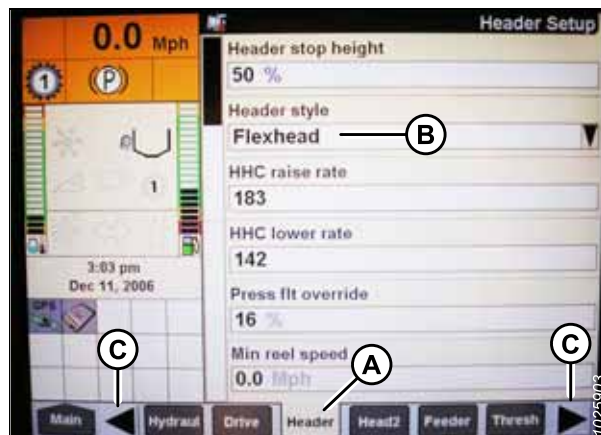 0.0 Mph
Header Setup
1
P
Header stop height
50 %
Header style
Flexhead
B
HHC raise rate
183
1
HHC lower rate
142
3:03 pm
Dec 11, 2006
Press flt override
16 %
GPS
Min reel speed
0.0 Mph
C
A
C
Main
Hydraul
Drive
Header
Head2
Feeder
Thresh
1025903